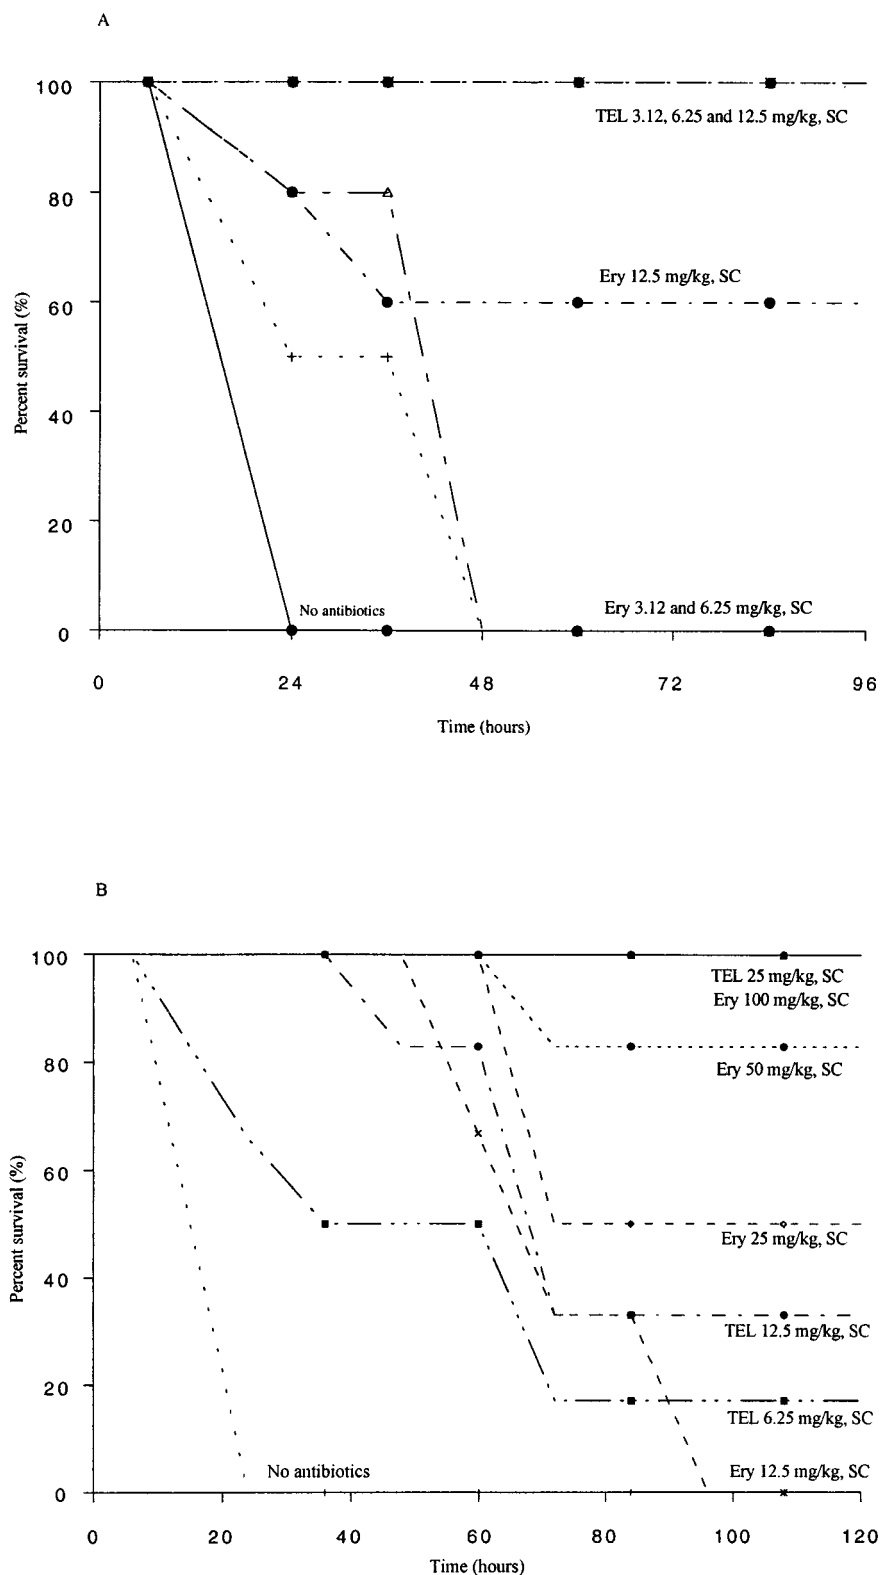 A
100
TEL 3.12, 6.25 and 12.5 mg/kg, SC
80
Ery 12.5 mg/kg, SC
60
Percent survival (%)
40
20
No antibiotics
Ery 3.12 and 6.25 mg/kg, SC
0
0 24 48 72 96
Time (hours)
B
100
TEL 25 mg/kg, SC
Ery 100 mg/kg, SC
80
Ery 50 mg/kg, SC
60
Percent survival (%)
Ery 25 mg/kg, SC
40
TEL 12.5 mg/kg, SC
20
TEL 6.25 mg/kg, SC
No antibiotics
Ery 12.5 mg/kg, SC
0
0 20 40 60 80 100 120
Time (hours)